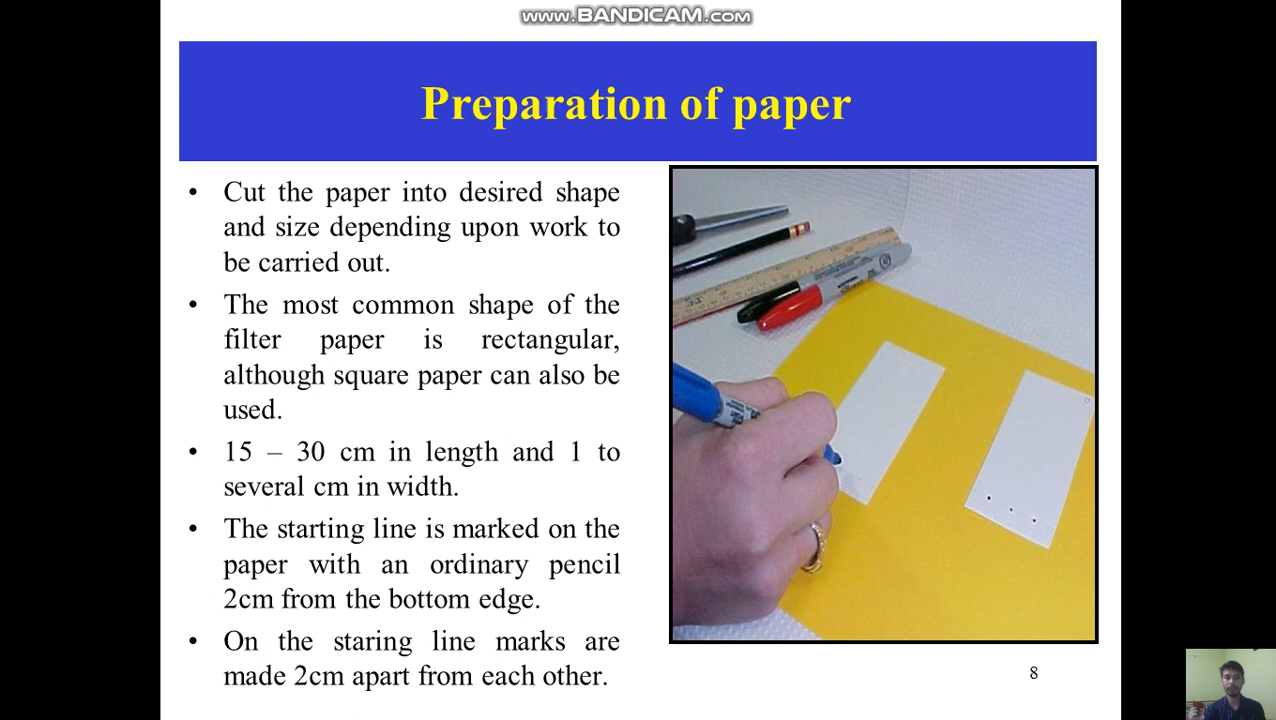 www.BANDICAM.com
Preparation of paper
• Cut the paper into desired shape
and size depending upon work to
be carried out.
• The most common shape of the
filter paper is rectangular,
although square paper can also be
used.
• 15 – 30 cm in length and 1 to
several cm in width.
• The starting line is marked on the
paper with an ordinary pencil
2cm from the bottom edge.
• On the staring line marks are
made 2cm apart from each other.
8